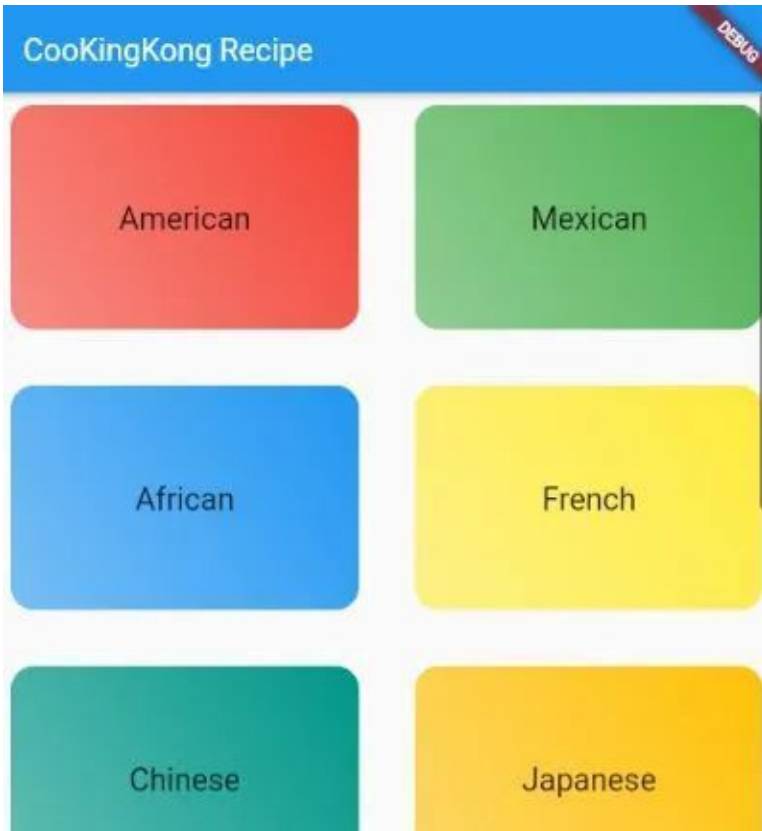 CooKingKong Recipe
DEBUG
American
Mexican
African
French
Chinese
Japanese